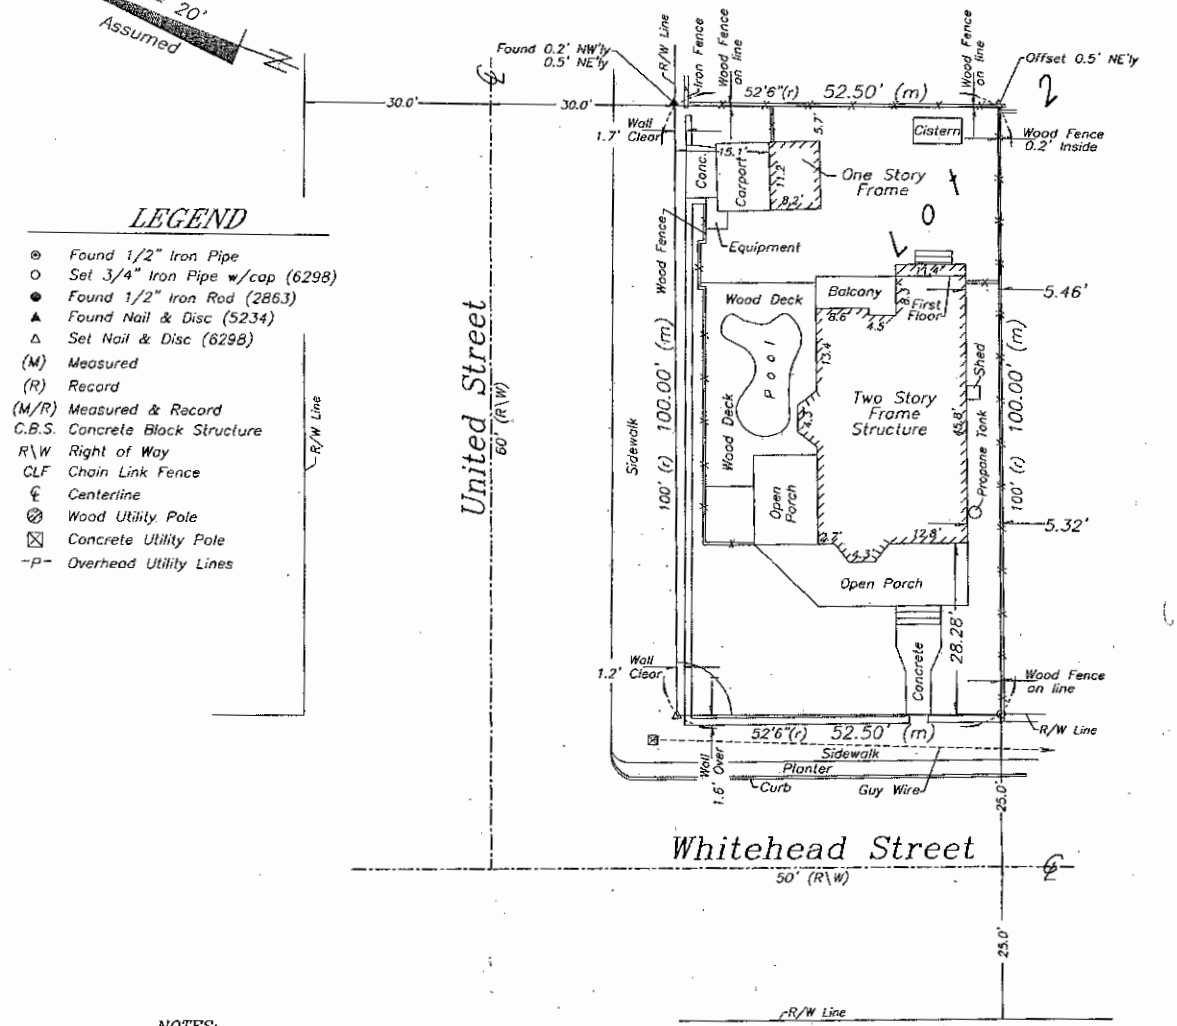 20'
Assumed
N
LEGEND
Found 1/2" Iron Pipe
Set 3/4" Iron Pipe w/cap (6298)
Found 1/2" Iron Rod (2863)
Found Nail & Disc (5234)
Set Nail & Disc (6298)
(M) Measured
(R) Record
(M/R) Measured & Record
C.B.S. Concrete Block Structure
R\W Right of Way
CLF Chain Link Fence
℄ Centerline
Wood Utility Pole
Concrete Utility Pole
-P- Overhead Utility Lines
R/W Line
30.0'
℄
30.0'
United Street
60' (R\W)
Sidewalk
Found 0.2' NW'ly
0.5' NE'ly
R/W Line
Iron Fence
Wood Fence
on line
52'6"(r) 52.50' (m)
Wood Fence
on line
Offset 0.5' NE'ly
2
Wall
1.7' Clear
Conc.
15.1'
Carport
11.2'
8.2'
5.7'
One Story
Frame
Cistern
Wood Fence
0.2' Inside
0
Equipment
Wood Fence
100' (r) 100.00' (m)
Wood Deck
Balcony
11.4'
8.3'
First
Floor
8.6'
4.5'
5.46'
Pool
13.4
4.3'
Wood Deck
Two Story
Frame
Structure
45.8'
Shed
Propane Tank
100' (r) 100.00' (m)
Open
Porch
4.3'
12.8'
5.32'
Open Porch
28.28'
Concrete
Wall
1.2' Clear
Wood Fence
on line
52'6"(r) 52.50' (m)
R/W Line
Sidewalk
Planter
Curb
Guy Wire
Wall Over
1.6'
25.0'
Whitehead Street
50' (R\W)
℄
25.0'
R/W Line
NOTES: